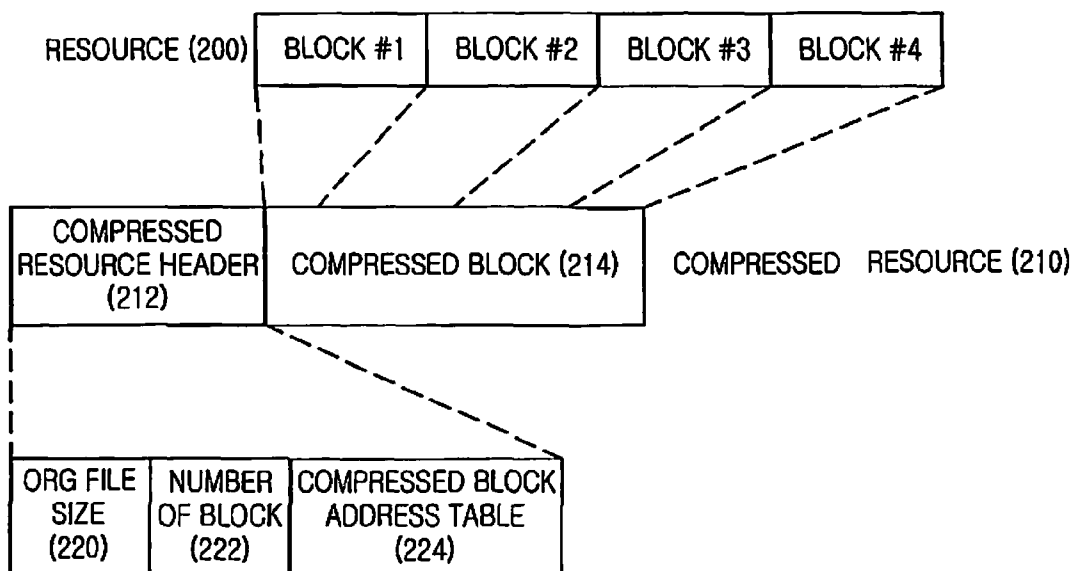 RESOURCE (200) BLOCK #1 BLOCK #2 BLOCK #3 BLOCK #4
COMPRESSED
RESOURCE HEADER
(212)
COMPRESSED BLOCK (214)
COMPRESSED RESOURCE (210)
ORG FILE
SIZE
(220)
NUMBER
OF BLOCK
(222)
COMPRESSED BLOCK
ADDRESS TABLE
(224)